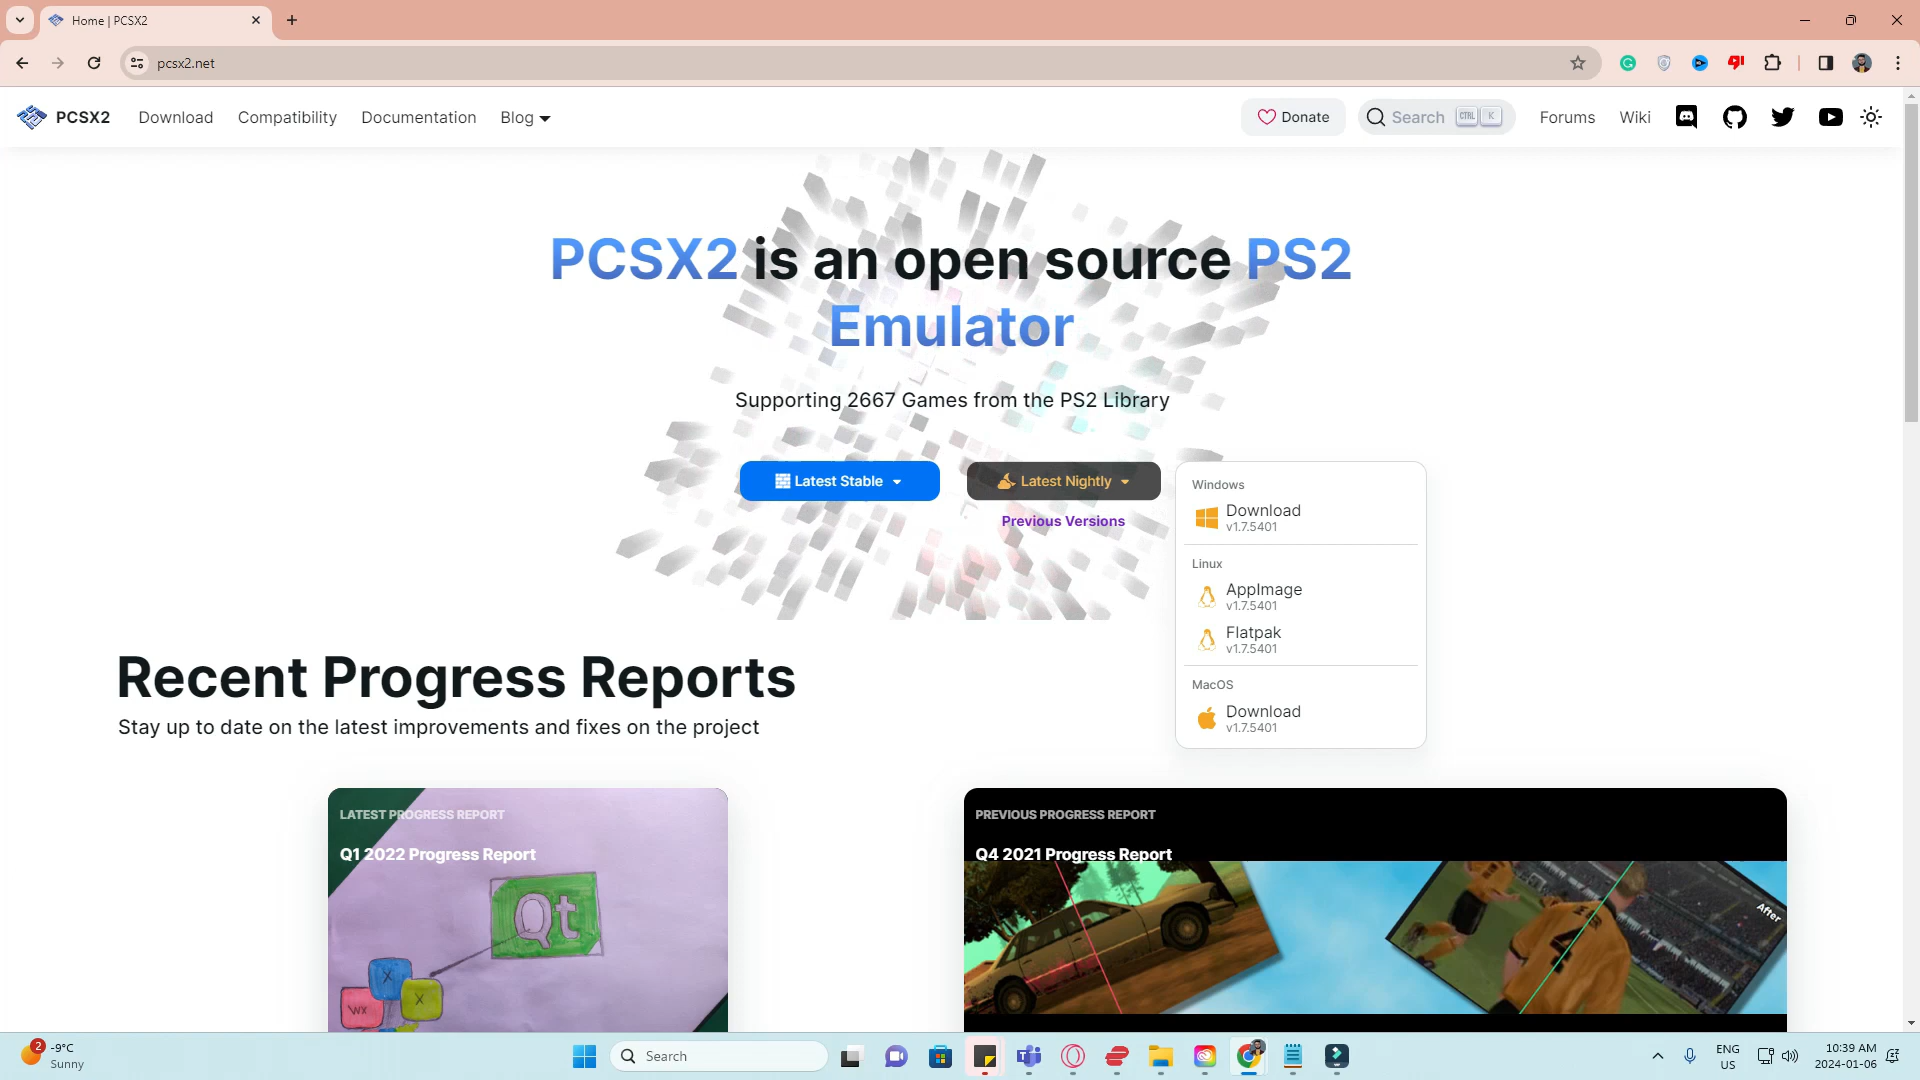 Home | PCSX2
pcsx2.net
PCSX2
Download
Compatibility
Documentation
Blog
Donate
Search
CTRL
K
Forums
Wiki
PCSX2 is an open source PS2
Emulator
Supporting 2667 Games from the PS2 Library
Latest Stable
Latest Nightly
Previous Versions
Windows
Download
v1.7.5401
Linux
AppImage
v1.7.5401
Flatpak
v1.7.5401
MacOS
Download
v1.7.5401
Recent Progress Reports
Stay up to date on the latest improvements and fixes on the project
LATEST PROGRESS REPORT
Q1 2022 Progress Report
Qt
X
X
WX
PREVIOUS PROGRESS REPORT
Q4 2021 Progress Report
After
2
-9°C
Sunny
Search
ENG
US
10:39 AM
2024-01-06